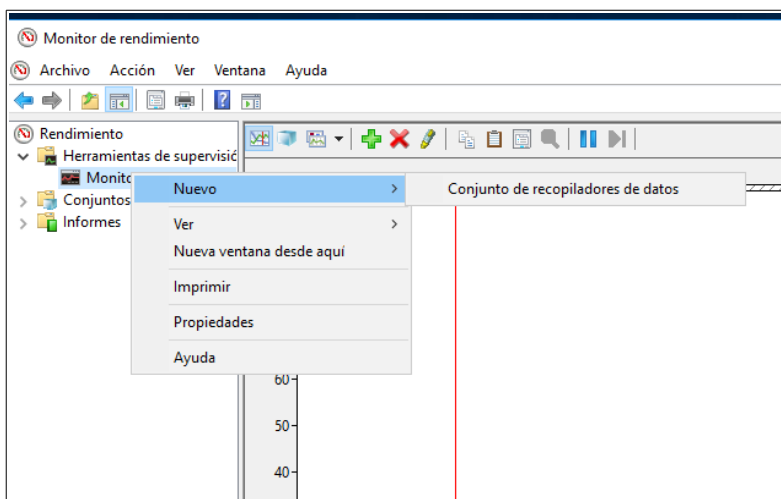 Monitor de rendimiento
Archivo Acción Ver Ventana Ayuda
Rendimiento
Herramientas de supervisió
Monito
Nuevo
Conjunto de recopiladores de datos
Conjuntos
Ver
Informes
Nueva ventana desde aquí
Imprimir
Propiedades
Ayuda
60
50
40